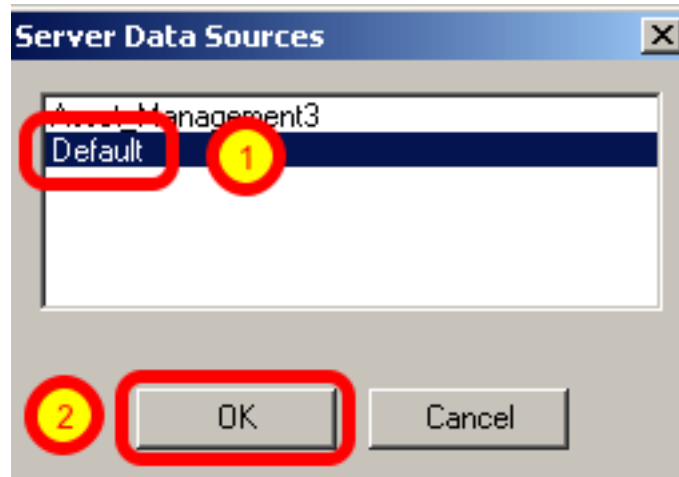 Server Data Sources
Asset_Management3
Default
1
2
OK
Cancel